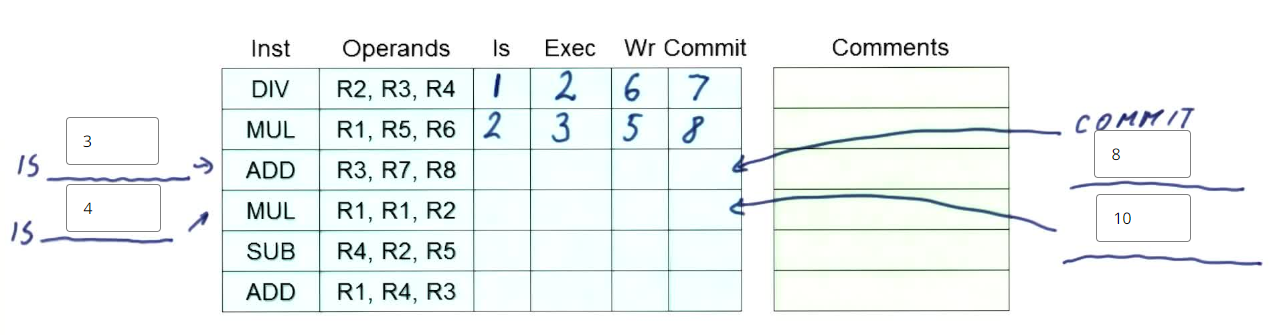 Inst Operands Is Exec Wr Commit Comments
DIV R2, R3, R4 1 2 6 7
MUL R1, R5, R6 2 3 5 8
COMMIT
3
IS
ADD R3, R7, R8
8
4
IS
MUL R1, R1, R2
10
SUB R4, R2, R5
ADD R1, R4, R3